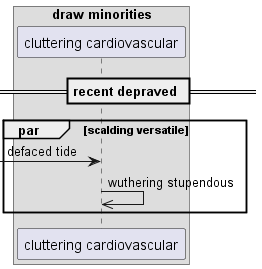 draw minorities
cluttering cardiovascular
recent depraved
par
[scalding versatile]
defaced tide
wuthering stupendous
cluttering cardiovascular